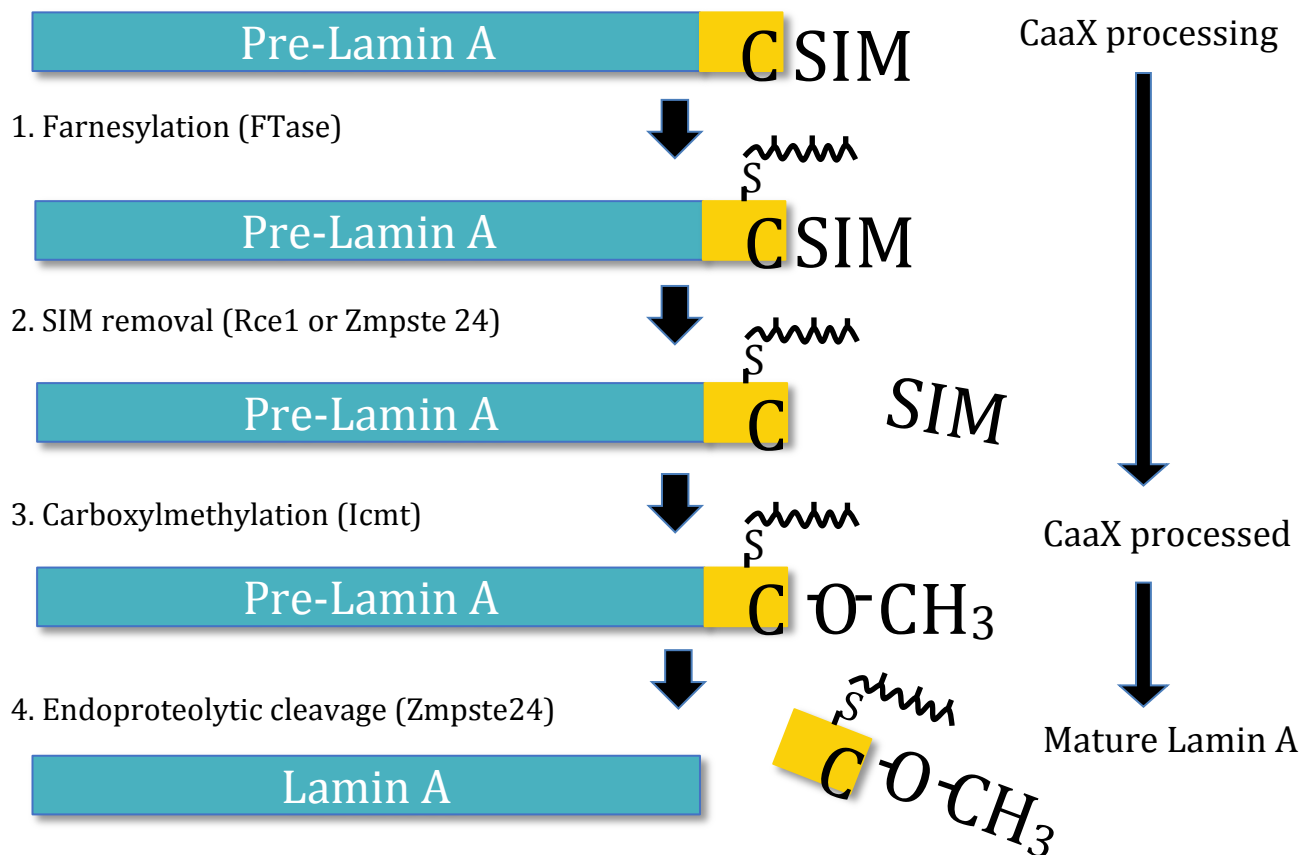 Pre-Lamin A C SIM CaaX processing
1. Farnesylation (FTase)
S
Pre-Lamin A C SIM
2. SIM removal (Rce1 or Zmpste 24)
S
Pre-Lamin A C SIM
3. Carboxylmethylation (Icmt)
S
CaaX processed
Pre-Lamin A C -O-CH₃
4. Endoproteolytic cleavage (Zmpste24)
S
Mature Lamin A
Lamin A C -O-CH₃